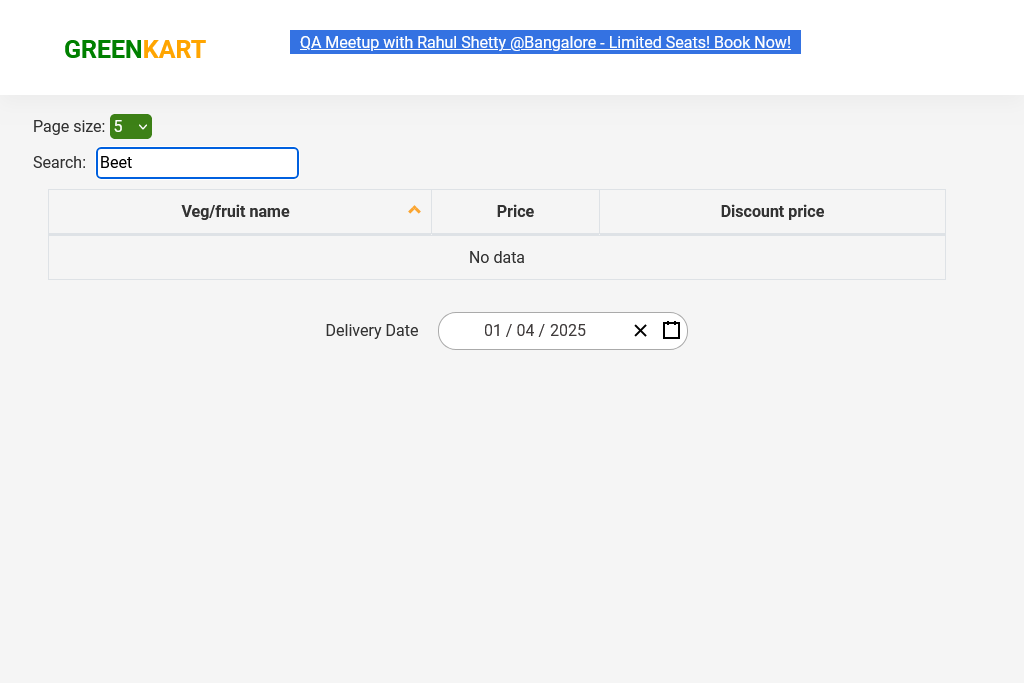 GREENKART
QA Meetup with Rahul Shetty @Bangalore - Limited Seats! Book Now!
Page size: 5
Search: Beet
Veg/fruit name Price Discount price
No data
Delivery Date 01 / 04 / 2025